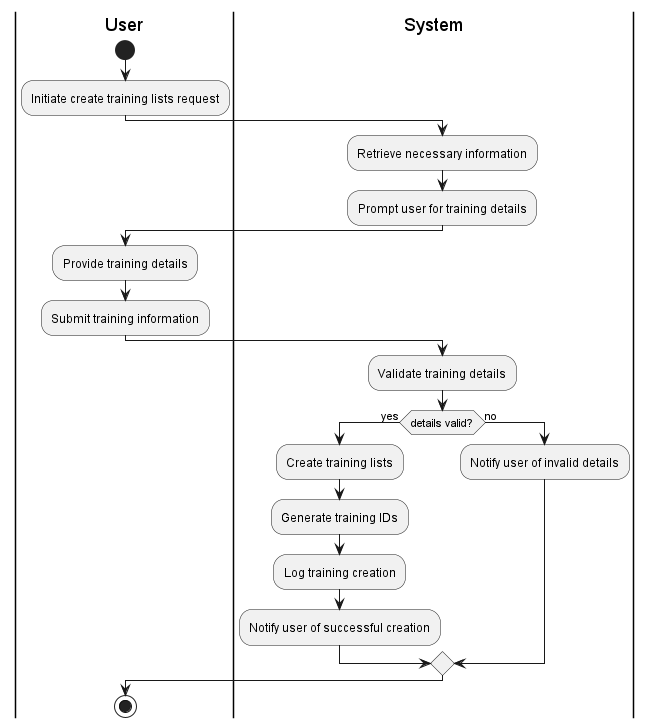 User
System
Initiate create training lists request
Retrieve necessary information
Prompt user for training details
Provide training details
Submit training information
Validate training details
yes
details valid?
no
Create training lists
Notify user of invalid details
Generate training IDs
Log training creation
Notify user of successful creation